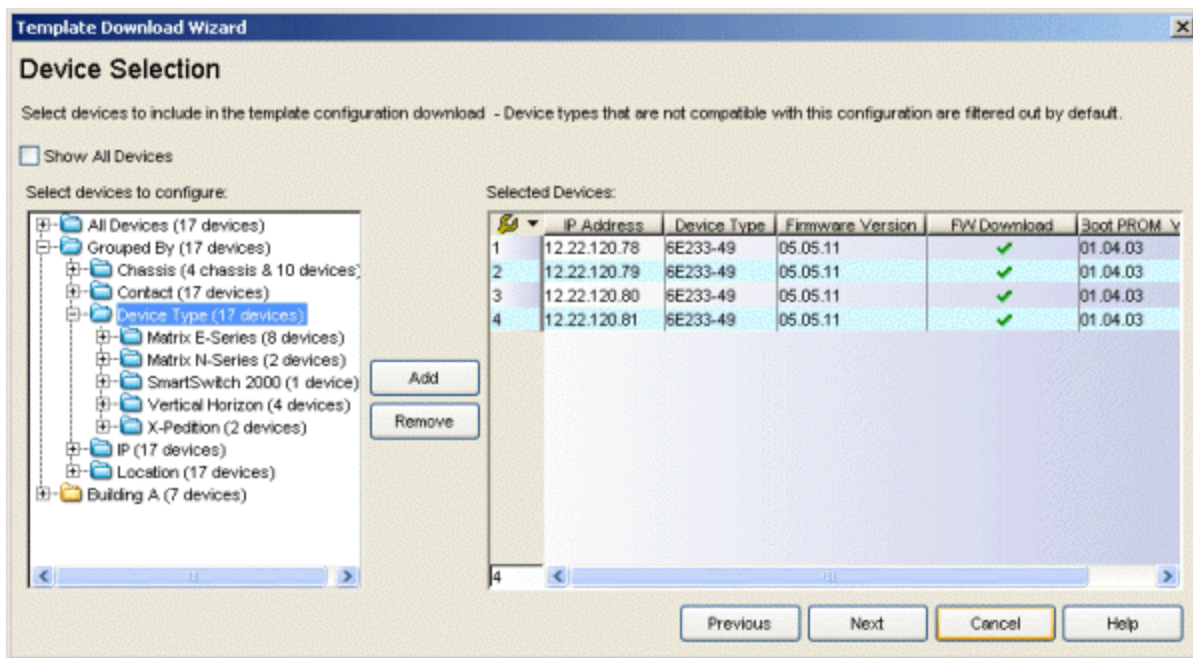 Template Download Wizard
Device Selection
Select devices to include in the template configuration download - Device types that are not compatible with this configuration are filtered out by default.
Show All Devices
Select devices to configure:
All Devices (17 devices)
Grouped By (17 devices)
Chassis (4 chassis & 10 devices)
Contact (17 devices)
Device Type (17 devices)
Matrix E-Series (8 devices)
Matrix N-Series (2 devices)
SmartSwitch 2000 (1 device)
Vertical Horizon (4 devices)
X-Pedition (2 devices)
IP (17 devices)
Location (17 devices)
Building A (7 devices)
Add
Remove
Selected Devices:
IP Address Device Type Firmware Version FW Download Boot PROM V
1 12.22.120.78 6E233-49 05.05.11 01.04.03
2 12.22.120.79 6E233-49 05.05.11 01.04.03
3 12.22.120.80 6E233-49 05.05.11 01.04.03
4 12.22.120.81 6E233-49 05.05.11 01.04.03
4
Previous Next Cancel Help